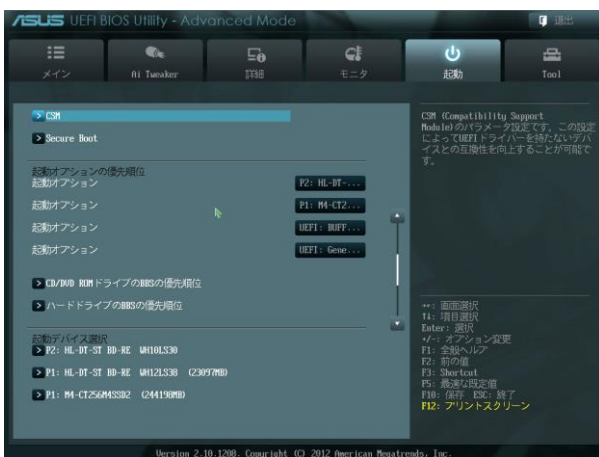 ASUS UEFI BIOS Utility - Advanced Mode
退出
メイン
Ai Tweaker
詳細
モニタ
起動
Tool
CSM
Secure Boot
起動オプションの優先順位
起動オプション
P2: HL-DT-...
起動オプション
P1: M4-CT2...
起動オプション
UEFI: BUFF...
起動オプション
UEFI: Gene...
CD/DVD ROMドライブのBBSの優先順位
ハードドライブのBBSの優先順位
起動デバイス選択
P2: HL-DT-ST BD-RE WH10LS30
P1: HL-DT-ST BD-RE WH12LS38 (23097MB)
P1: M4-CT256M4SSD2 (244198MB)
CSM (Compatibility Support
Module)のパラメータ設定です。この設定
によってUEFIドライバーを持たないデバ
イスとの互換性を向上することが可能で
す。
→←: 画面選択
↑↓: 項目選択
Enter: 選択
+/-: オプション変更
F1: 全般ヘルプ
F2: 前の値
F3: Shortcut
F5: 最適な既定値
F10: 保存 ESC: 終了
F12: プリントスクリーン
Version 2.10.1208. Copyright (C) 2012 American Megatrends, Inc.